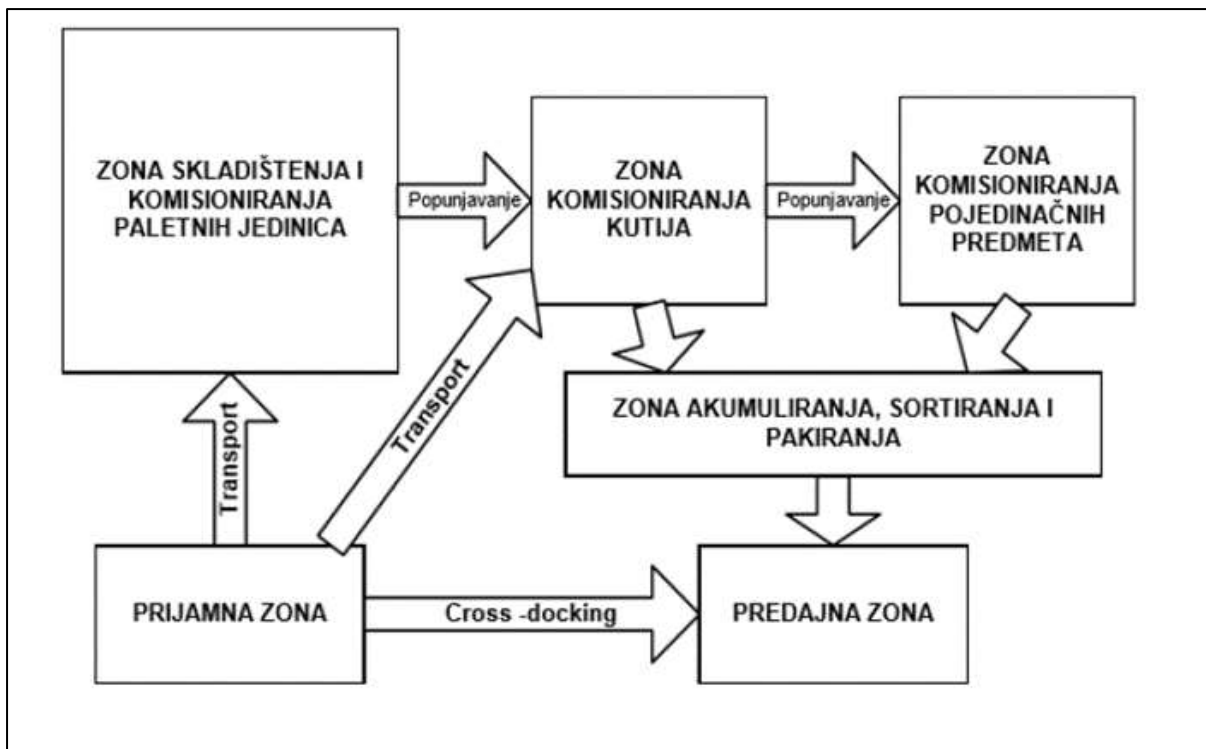 ZONA SKLADIŠTENJA I
KOMISIONIRANJA
PALETNIH JEDINICA
Popunjavanje
ZONA
KOMISIONIRANJA
KUTIJA
Popunjavanje
ZONA
KOMISIONIRANJA
POJEDINAČNIH
PREDMETA
Transport
Transport
ZONA AKUMULIRANJA, SORTIRANJA I
PAKIRANJA
PRIJAMNA ZONA
Cross -docking
PREDAJNA ZONA